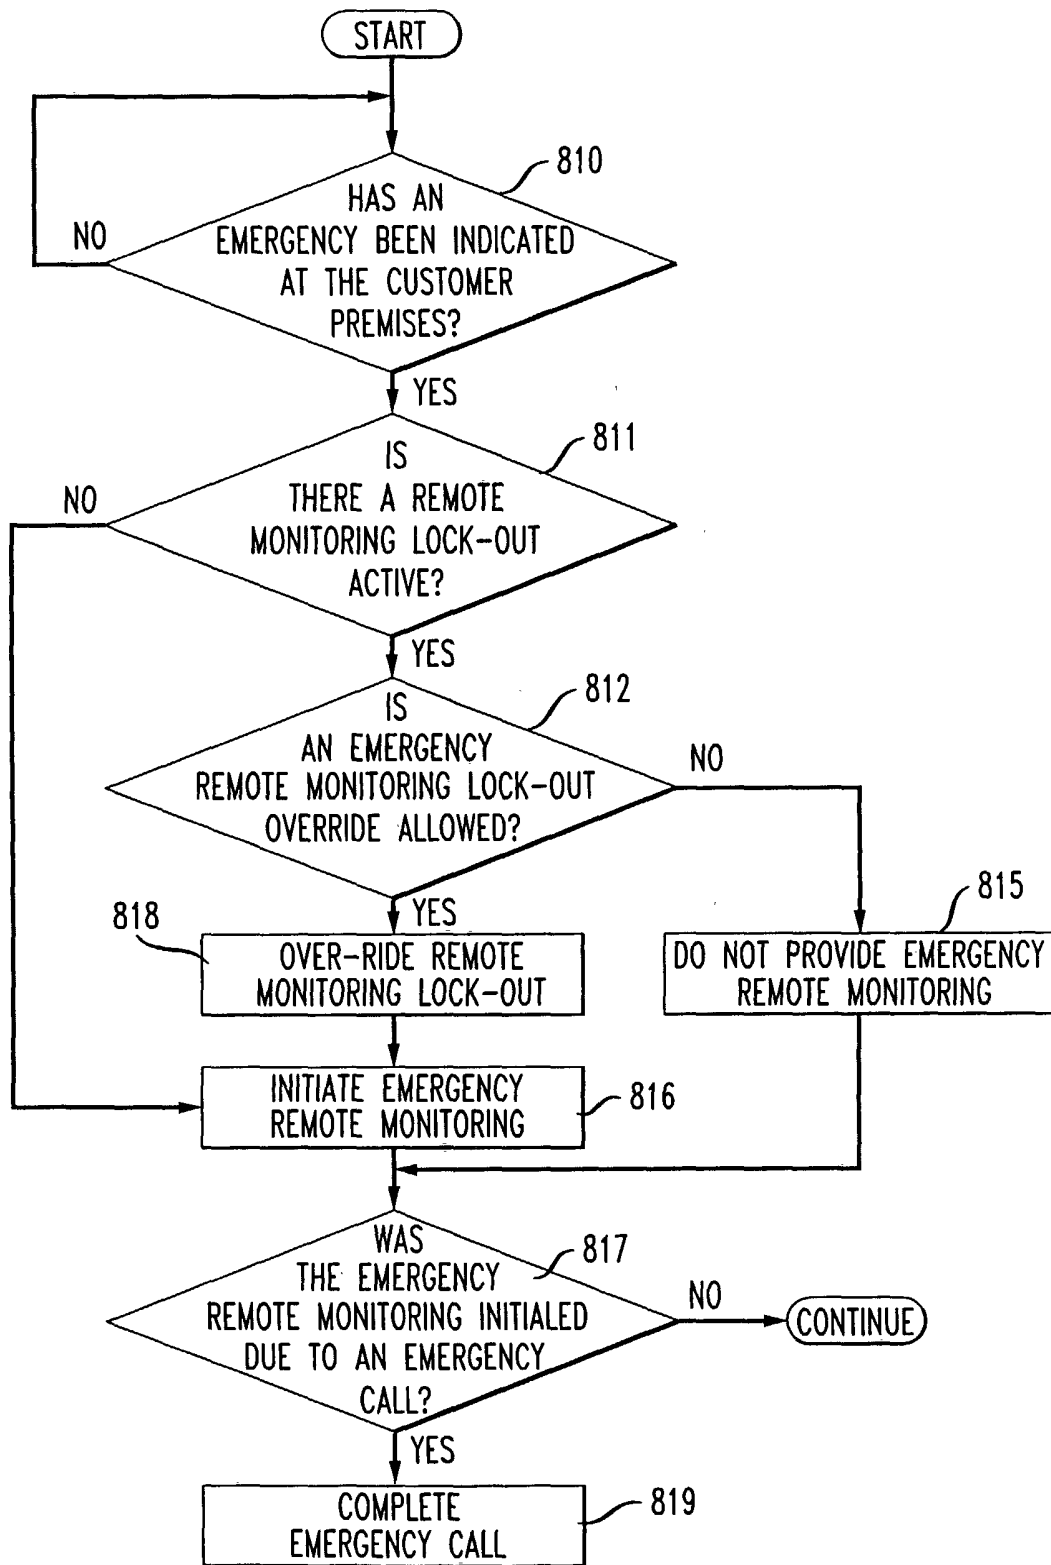 START
810
HAS AN
EMERGENCY BEEN INDICATED
AT THE CUSTOMER
PREMISES?
NO
YES
811
IS
THERE A REMOTE
MONITORING LOCK-OUT
ACTIVE?
NO
YES
812
IS
AN EMERGENCY
REMOTE MONITORING LOCK-OUT
OVERRIDE ALLOWED?
NO
YES
818
OVER-RIDE REMOTE
MONITORING LOCK-OUT
815
DO NOT PROVIDE EMERGENCY
REMOTE MONITORING
INITIATE EMERGENCY
REMOTE MONITORING
816
WAS
THE EMERGENCY
REMOTE MONITORING INITIALED
DUE TO AN EMERGENCY
CALL?
817
NO
CONTINUE
YES
COMPLETE
EMERGENCY CALL
819